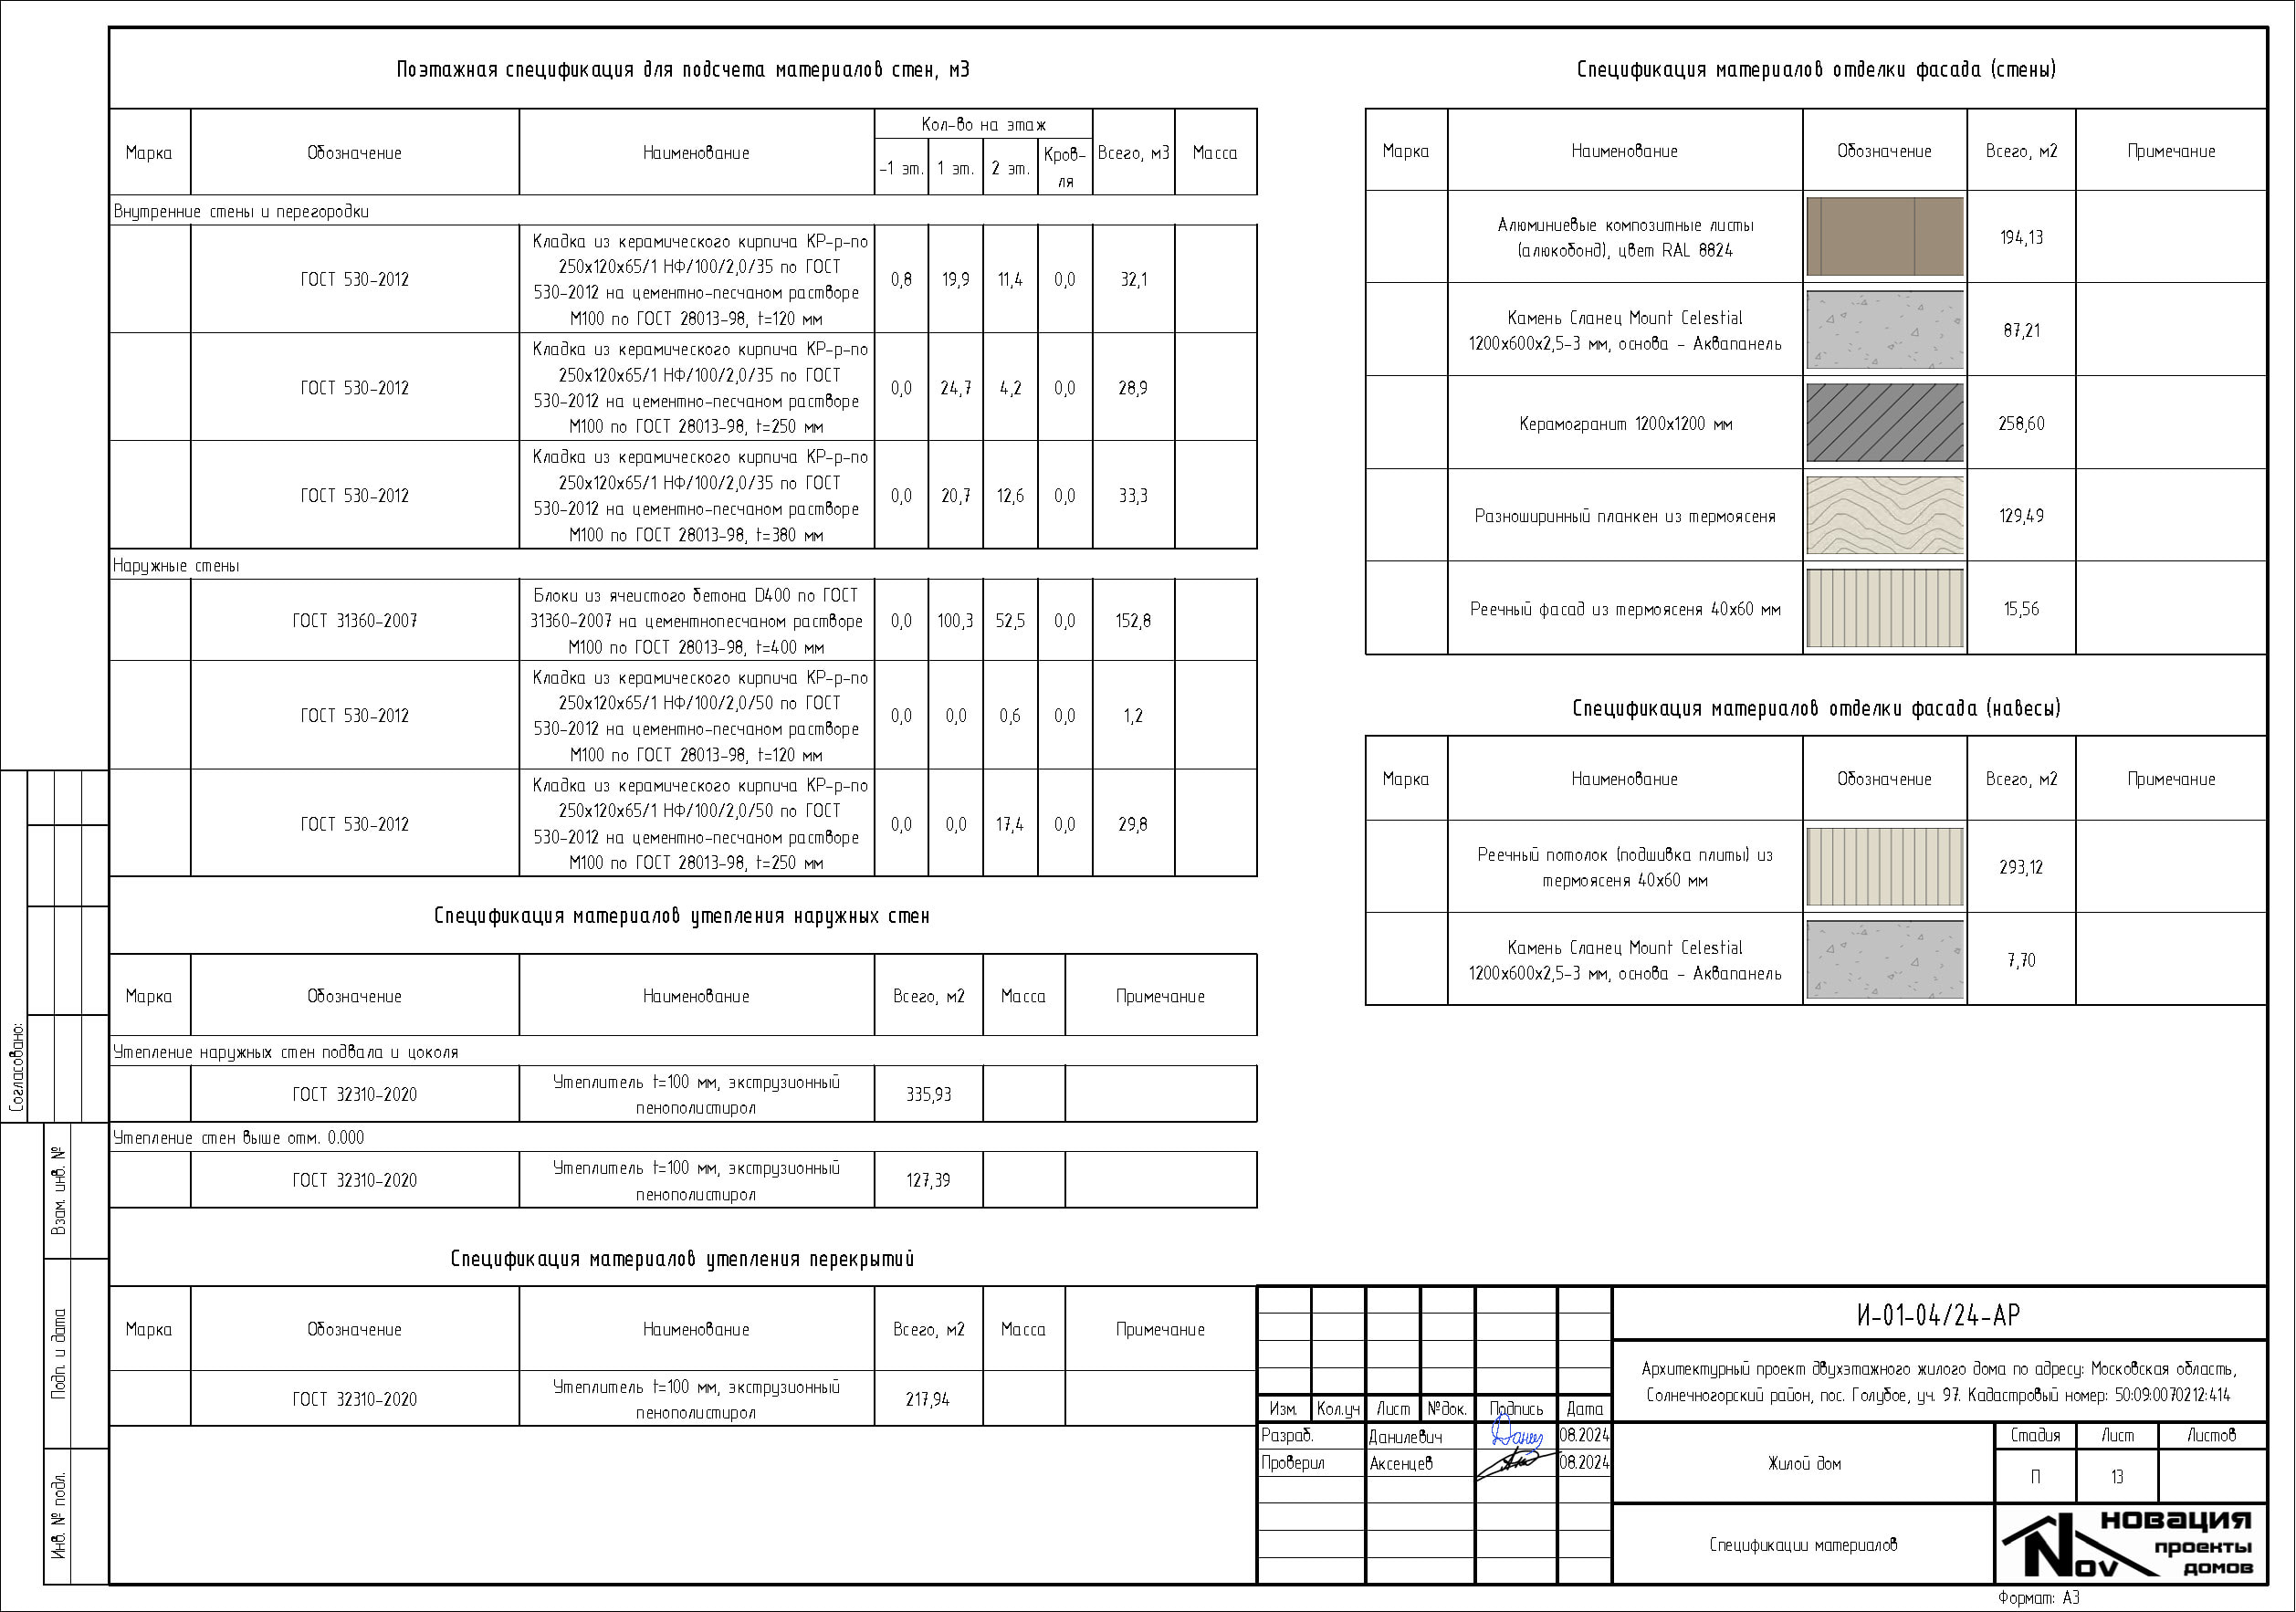 Поэтажная спецификация для подсчета материалов стен, м3
Марка
Обозначение
Наименование
Кол-во на этаж
-1 эт.
1 эт.
2 эт.
Кров-
ля
Всего, м3
Масса
Внутренние стены и перегородки
ГОСТ 530-2012
Кладка из керамического кирпича КР-р-по
250х120х65/1 НФ/100/2,0/35 по ГОСТ
530-2012 на цементно-песчаном растворе
М100 по ГОСТ 28013-98, t=120 мм
0,8
19,9
11,4
0,0
32,1
ГОСТ 530-2012
Кладка из керамического кирпича КР-р-по
250х120х65/1 НФ/100/2,0/35 по ГОСТ
530-2012 на цементно-песчаном растворе
М100 по ГОСТ 28013-98, t=250 мм
0,0
24,7
4,2
0,0
28,9
ГОСТ 530-2012
Кладка из керамического кирпича КР-р-по
250х120х65/1 НФ/100/2,0/35 по ГОСТ
530-2012 на цементно-песчаном растворе
М100 по ГОСТ 28013-98, t=380 мм
0,0
20,7
12,6
0,0
33,3
Наружные стены
ГОСТ 31360-2007
Блоки из ячеистого бетона D400 по ГОСТ
31360-2007 на цементнопесчаном растворе
М100 по ГОСТ 28013-98, t=400 мм
0,0
100,3
52,5
0,0
152,8
ГОСТ 530-2012
Кладка из керамического кирпича КР-р-по
250х120х65/1 НФ/100/2,0/50 по ГОСТ
530-2012 на цементно-песчаном растворе
М100 по ГОСТ 28013-98, t=120 мм
0,0
0,0
0,6
0,0
1,2
ГОСТ 530-2012
Кладка из керамического кирпича КР-р-по
250х120х65/1 НФ/100/2,0/50 по ГОСТ
530-2012 на цементно-песчаном растворе
М100 по ГОСТ 28013-98, t=250 мм
0,0
0,0
17,4
0,0
29,8
Спецификация материалов утепления наружных стен
Марка
Обозначение
Наименование
Всего, м2
Масса
Примечание
Утепление наружных стен подвала и цоколя
ГОСТ 32310-2020
Утеплитель t=100 мм, экструзионный
пенополистирол
335,93
Утепление стен выше отм. 0.000
ГОСТ 32310-2020
Утеплитель t=100 мм, экструзионный
пенополистирол
127,39
Спецификация материалов утепления перекрытий
Марка
Обозначение
Наименование
Всего, м2
Масса
Примечание
ГОСТ 32310-2020
Утеплитель t=100 мм, экструзионный
пенополистирол
217,94
Спецификация материалов отделки фасада (стены)
Марка
Наименование
Обозначение
Всего, м2
Примечание
Алюминиевые композитные листы
(алюкобонд), цвет RAL 8824
194,13
Камень Сланец Mount Celestial
1200х600х2,5-3 мм, основа - Аквапанель
87,21
Керамогранит 1200х1200 мм
258,60
Разноширинный планкен из термоясеня
129,49
Реечный фасад из термоясеня 40х60 мм
15,56
Спецификация материалов отделки фасада (навесы)
Марка
Наименование
Обозначение
Всего, м2
Примечание
Реечный потолок (подшивка плиты) из
термоясеня 40х60 мм
293,12
Камень Сланец Mount Celestial
1200х600х2,5-3 мм, основа - Аквапанель
7,70
Согласовано:
Взам. инв. №
Подп. и дата
Инв. № подл.
И-01-04/24-АР
Архитектурный проект двухэтажного жилого дома по адресу: Московская область,
Солнечногорский район, пос. Голубое, уч. 97. Кадастровый номер: 50:09:0070212:414
Изм.
Кол.уч
Лист
№док.
Подпись
Дата
Разраб.
Данилевич
08.2024
Проверил
Аксенцев
08.2024
Жилой дом
Стадия
Лист
Листов
П
13
Спецификации материалов
Nov
новация
проекты
домов
Формат: А3